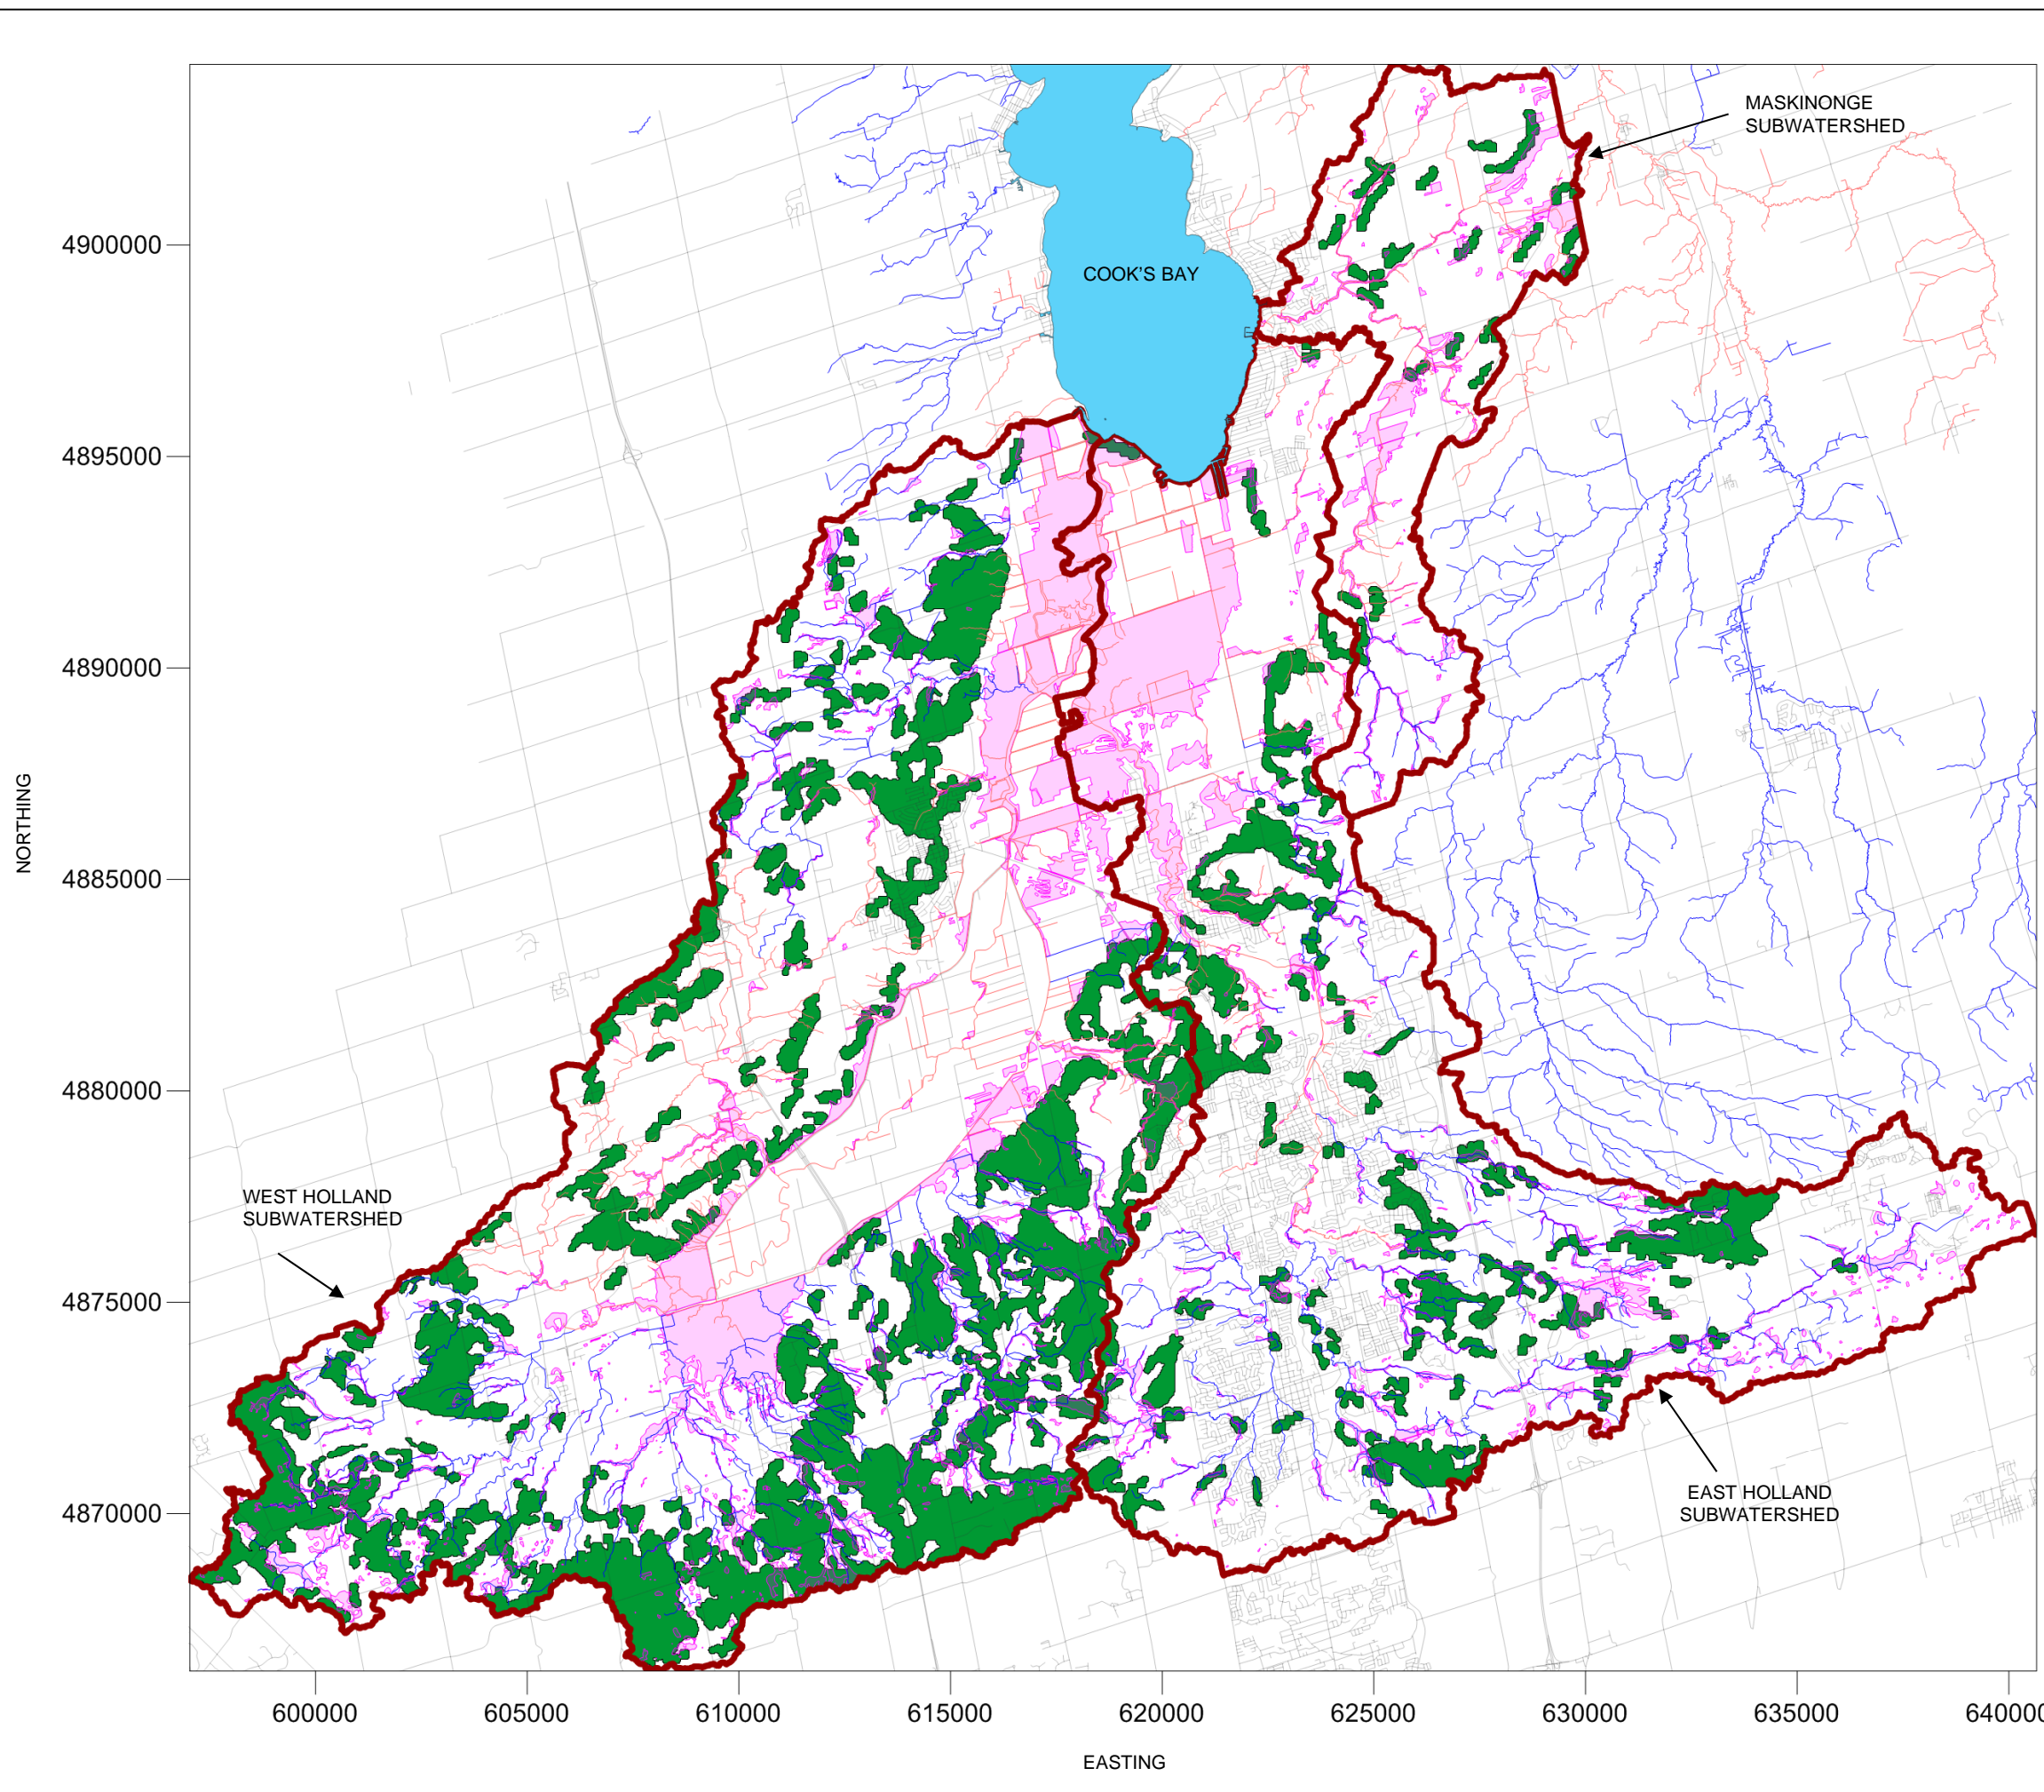 MASKINONGE
SUBWATERSHED
COOK'S BAY
4900000
4895000
4890000
4885000
4880000
4875000
4870000
NORTHING
WEST HOLLAND
SUBWATERSHED
EAST HOLLAND
SUBWATERSHED
600000
605000
610000
615000
620000
625000
630000
635000
640000
EASTING